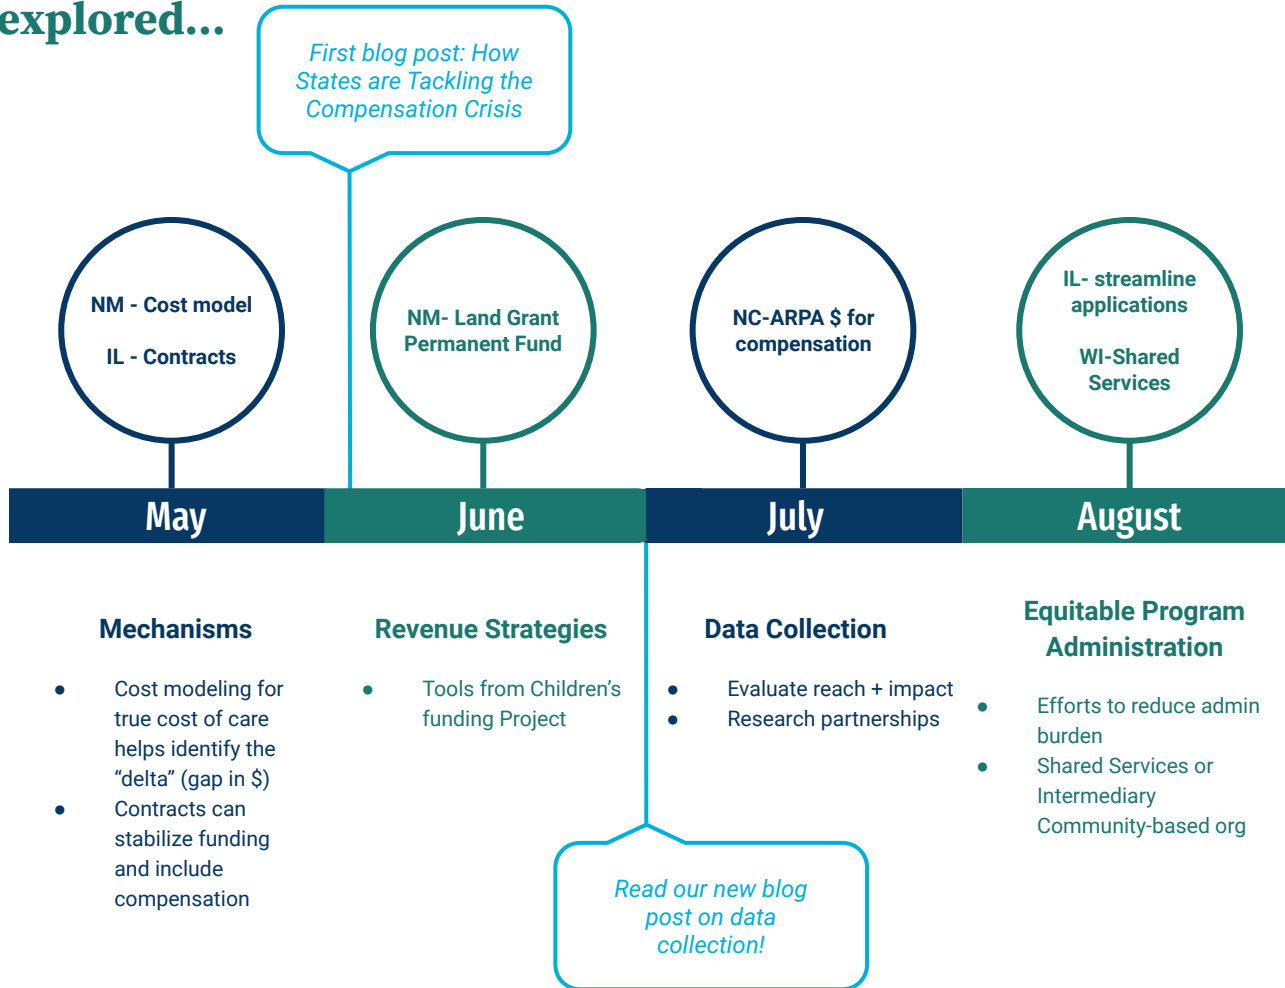 explored...
First blog post: How
States are Tackling the
Compensation Crisis
NM - Cost model
IL - Contracts
NM- Land Grant
Permanent Fund
NC-ARPA $ for
compensation
IL- streamline
applications
WI-Shared
Services
May
June
July
August
Mechanisms
● Cost modeling for
true cost of care
helps identify the
“delta” (gap in $)
● Contracts can
stabilize funding
and include
compensation
Revenue Strategies
● Tools from Children’s
funding Project
Data Collection
● Evaluate reach + impact
● Research partnerships
Equitable Program
Administration
● Efforts to reduce admin
burden
● Shared Services or
Intermediary
Community-based org
Read our new blog
post on data
collection!